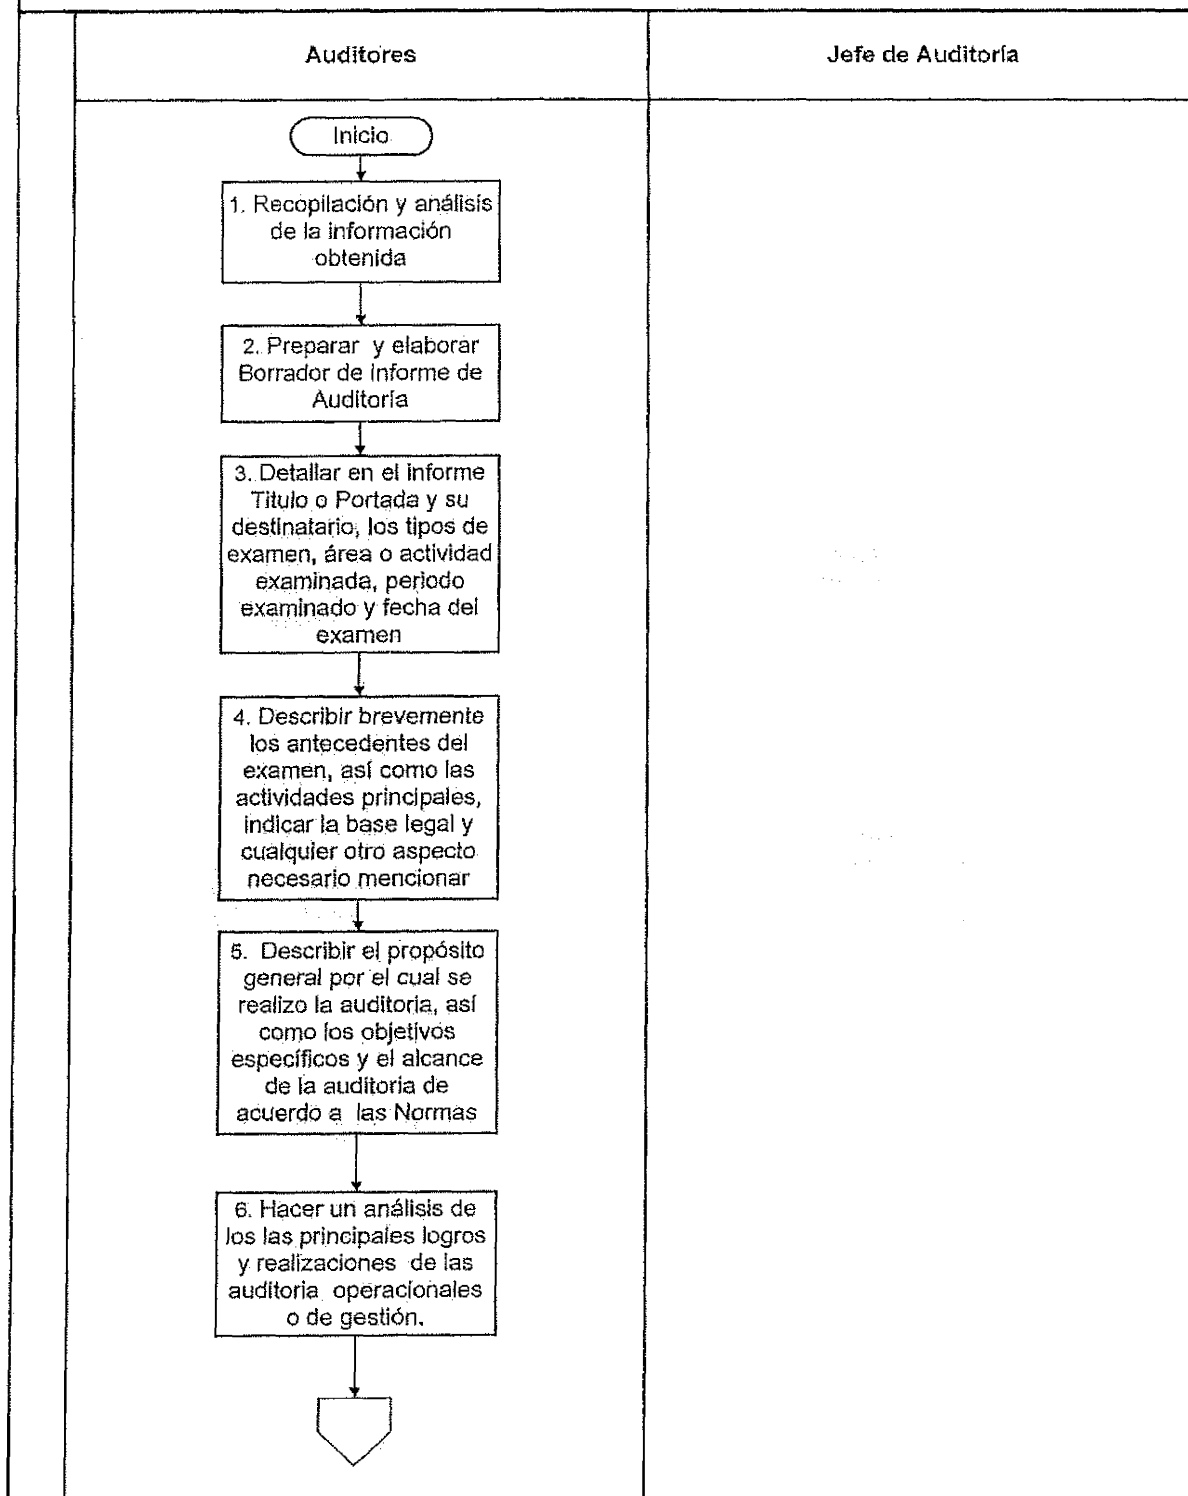 Auditores
Jefe de Auditoría
Inicio
1. Recopilación y análisis
de la información
obtenida
2. Preparar y elaborar
Borrador de informe de
Auditoría
3. Detallar en el informe
Titulo o Portada y su
destinatario, los tipos de
examen, área o actividad
examinada, periodo
examinado y fecha del
examen
4. Describir brevemente
los antecedentes del
examen, así como las
actividades principales,
indicar la base legal y
cualquier otro aspecto
necesario mencionar
5. Describir el propósito
general por el cual se
realizo la auditoria, así
como los objetivos
específicos y el alcance
de la auditoria de
acuerdo a las Normas
6. Hacer un análisis de
los las principales logros
y realizaciones de las
auditoria operacionales
o de gestión.